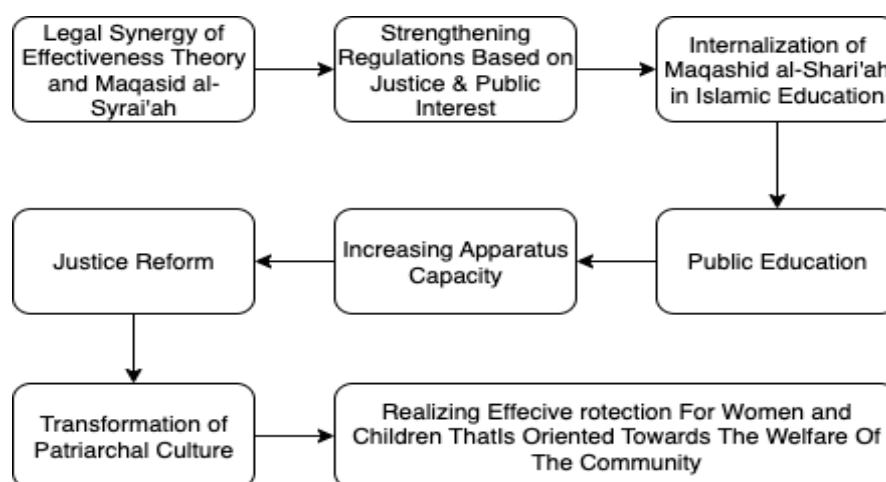 Legal Synergy of
Effectiveness Theory
and Maqasid al-
Syrai'ah
Strengthening
Regulations Based on
Justice & Public
Interest
Internalization of
Maqashid al-Shari'ah
in Islamic Education
Public Education
Increasing Apparatus
Capacity
Justice Reform
Transformation of
Patriarchal Culture
Realizing Effecive rotection For Women and
Children ThatIs Oriented Towards The Welfare Of
The Community